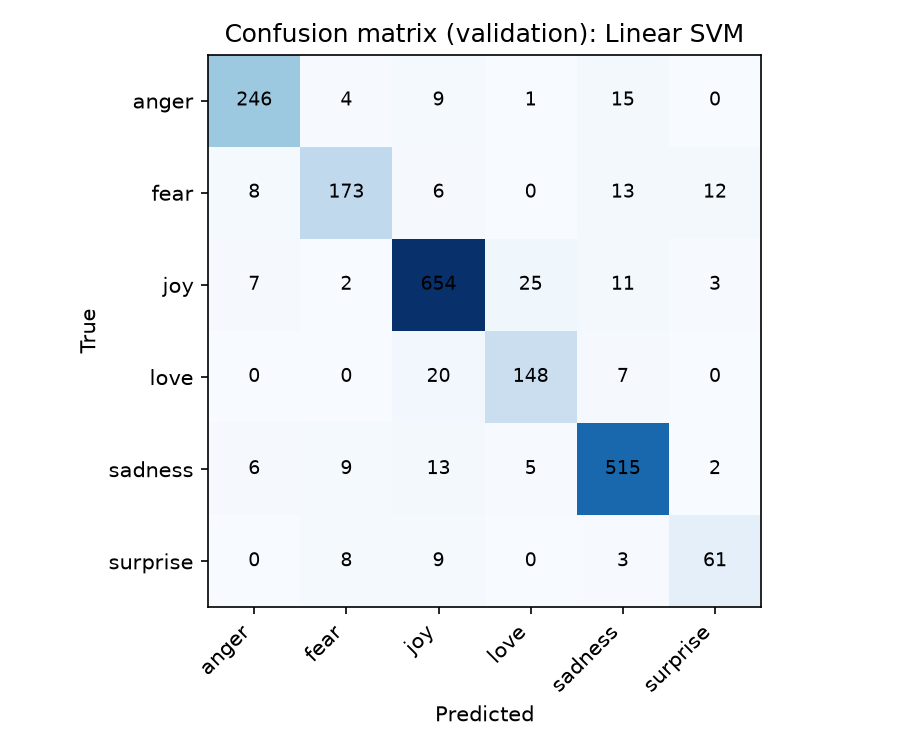 Confusion matrix (validation): Linear SVM
anger 246 4 9 1 15 0
fear 8 173 6 0 13 12
joy 7 2 654 25 11 3
love 0 0 20 148 7 0
sadness 6 9 13 5 515 2
surprise 0 8 9 0 3 61
True
anger fear joy love sadness surprise
Predicted